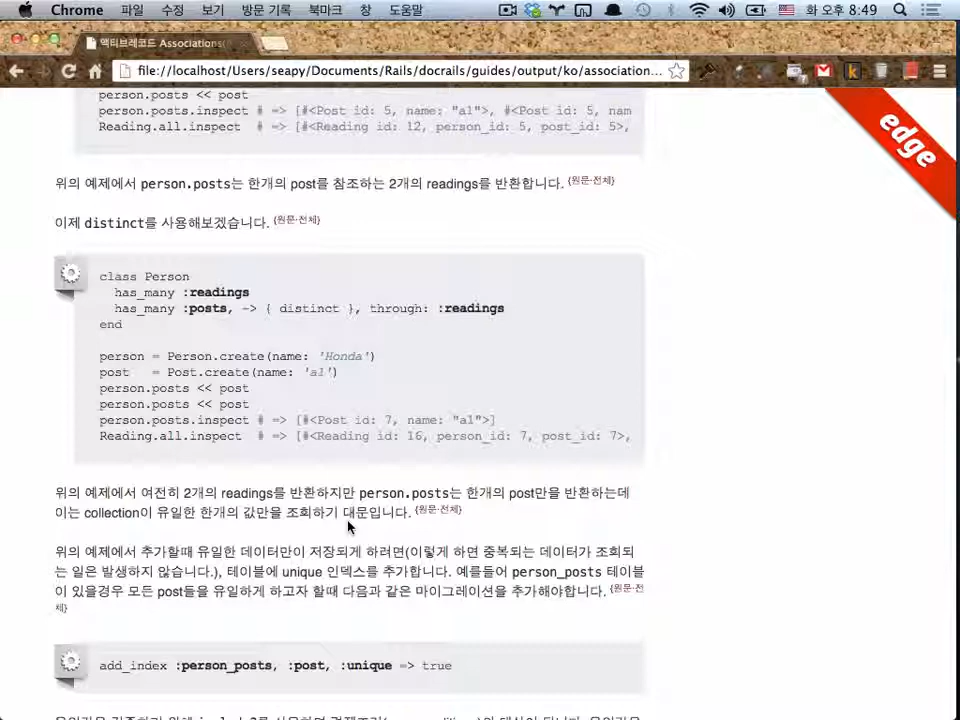 Chrome 파일 수정 보기 방문 기록 북마크 창 도움말 화 오후 8:49
액티브레코드 Associations(
file://localhost/Users/seapy/Documents/Rails/docrails/guides/output/ko/association...
edge
person.posts << post
person.posts.inspect # => [#<Post id: 5, name: "a1">, #<Post id: 5, nam
Reading.all.inspect # => [#<Reading id: 12, person_id: 5, post_id: 5>,
위의 예제에서 person.posts는 한개의 post를 참조하는 2개의 readings를 반환합니다. {원문·전체}
이제 distinct를 사용해보겠습니다. {원문·전체}
class Person
has_many :readings
has_many :posts, -> { distinct }, through: :readings
end
person = Person.create(name: 'Honda')
post = Post.create(name: 'a1')
person.posts << post
person.posts << post
person.posts.inspect # => [#<Post id: 7, name: "a1">]
Reading.all.inspect # => [#<Reading id: 16, person_id: 7, post_id: 7>,
위의 예제에서 여전히 2개의 readings를 반환하지만 person.posts는 한개의 post만을 반환하는데
이는 collection이 유일한 한개의 값만을 조회하기 대문입니다. {원문·전체}
위의 예제에서 추가할때 유일한 데이터만이 저장되게 하려면(이렇게 하면 중복되는 데이터가 조회되
는 일은 발생하지 않습니다.), 테이블에 unique 인덱스를 추가합니다. 예를들어 person_posts 테이블
이 있을경우 모든 post들을 유일하게 하고자 할때 다음과 같은 마이그레이션을 추가해야합니다. {원문·전
체}
add_index :person_posts, :post, :unique => true